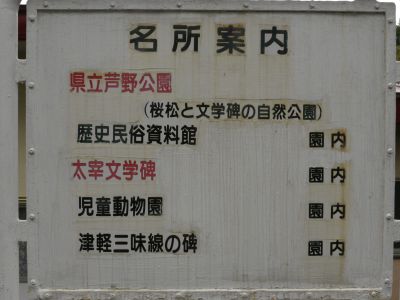 名所案内
県立芦野公園
(桜松と文学碑の自然公園)
歴史民俗資料館 園内
太宰文学碑 園内
児童動物園 園内
津軽三味線の碑 園内